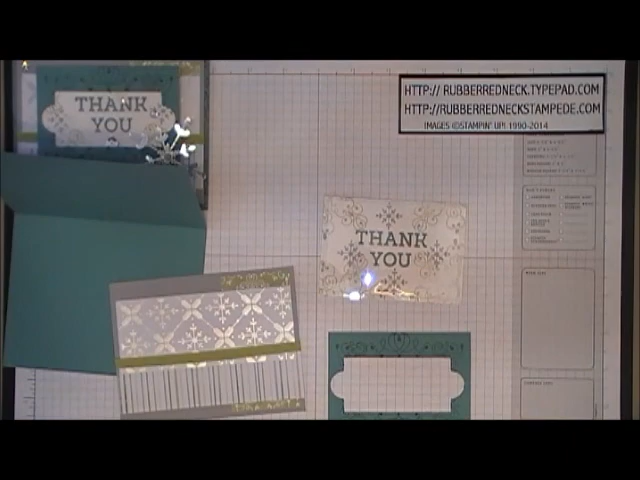 HTTP:// RUBBERREDNECK.TYPEPAD.COM
HTTP://RUBBERREDNECKSTAMPEDE.COM
IMAGES ©STAMPIN' UP! 1990-2014
THANK
YOU
THANK
YOU